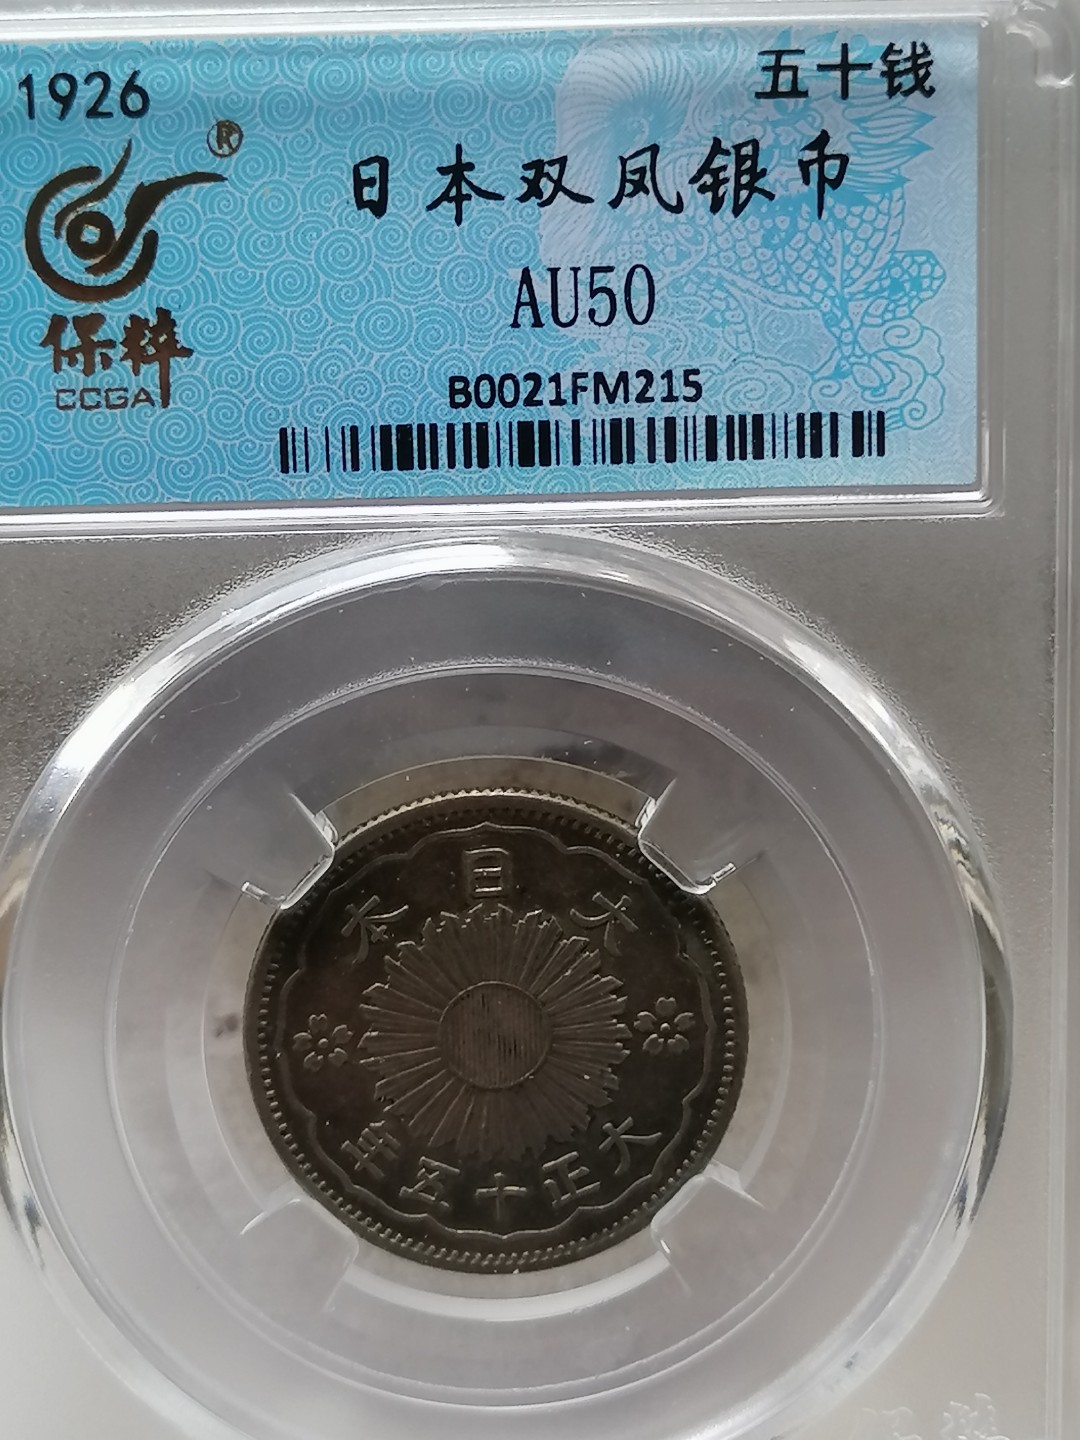 1926
五十钱
®
日本双凤银币
AU50
保粹
CCGA
B0021FM215
大日本
大正十五年